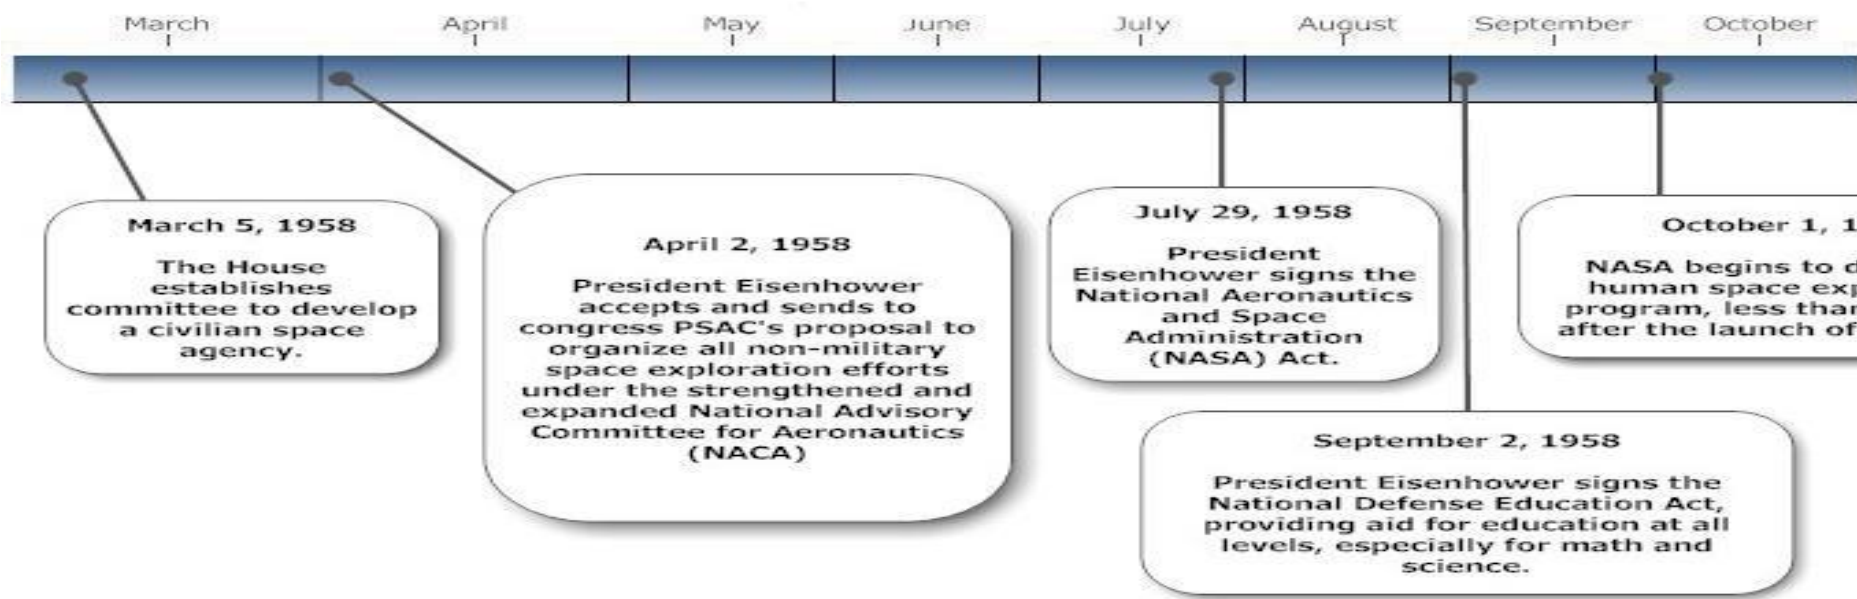 March April May June July August September October
March 5, 1958
The House
establishes
committee to develop
a civilian space
agency.
April 2, 1958
President Eisenhower
accepts and sends to
congress PSAC's proposal to
organize all non-military
space exploration efforts
under the strengthened and
expanded National Advisory
Committee for Aeronautics
(NACA)
July 29, 1958
President
Eisenhower signs the
National Aeronautics
and Space
Administration
(NASA) Act.
September 2, 1958
President Eisenhower signs the
National Defense Education Act,
providing aid for education at all
levels, especially for math and
science.
October 1,
NASA begins to
human space
program, less
after the launch of